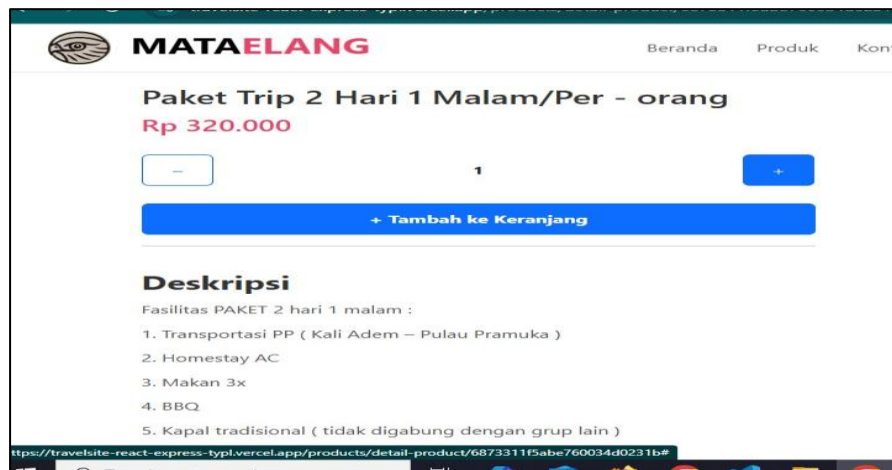 MATAELANG
Beranda Produk
Paket Trip 2 Hari 1 Malam/Per - orang
Rp 320.000
– 1 +
+ Tambah ke Keranjang
Deskripsi
Fasilitas PAKET 2 hari 1 malam :
1. Transportasi PP ( Kali Adem – Pulau Pramuka )
2. Homestay AC
3. Makan 3x
4. BBQ
5. Kapal tradisional ( tidak digabung dengan grup lain )
ttps://travelsite-react-express-typl.vercel.app/products/detail-product/6873311f5abe760034d0231b#